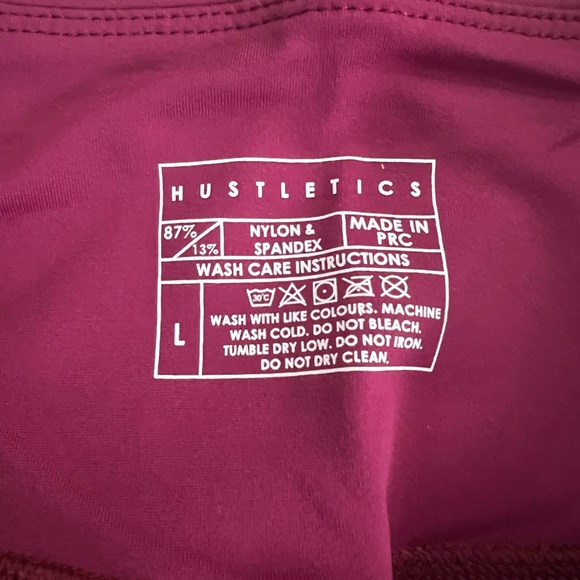 HUSTLETICS
87% / 13%
NYLON &
SPANDEX
MADE IN
PRC
WASH CARE INSTRUCTIONS
L
30°C
WASH WITH LIKE COLOURS. MACHINE
WASH COLD. DO NOT BLEACH.
TUMBLE DRY LOW. DO NOT IRON.
DO NOT DRY CLEAN.